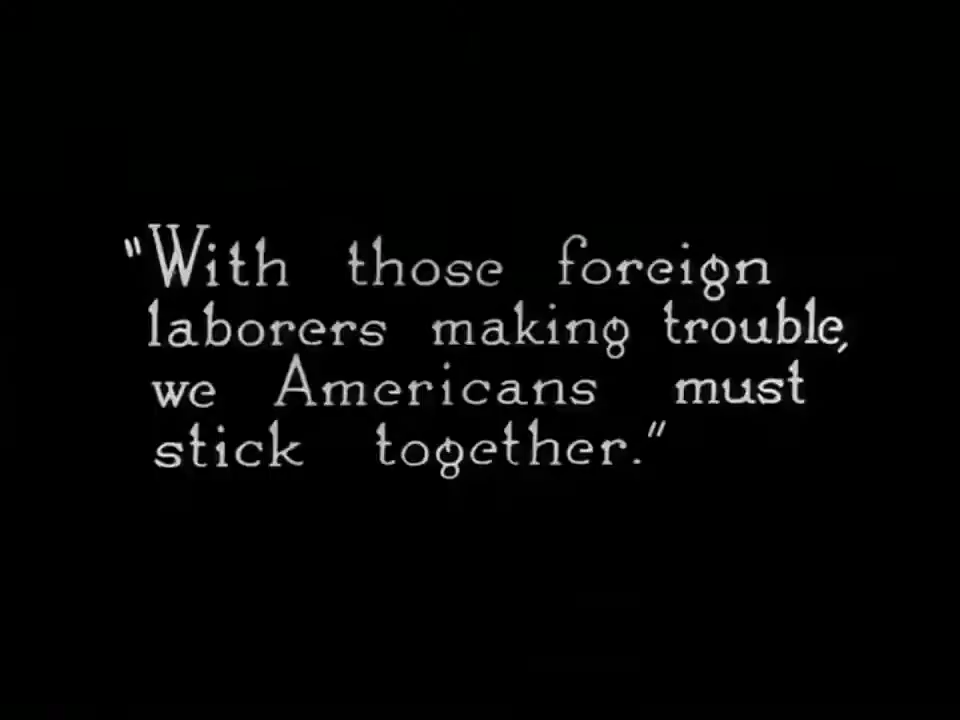 "With those foreign
laborers making trouble,
we Americans must
stick together."